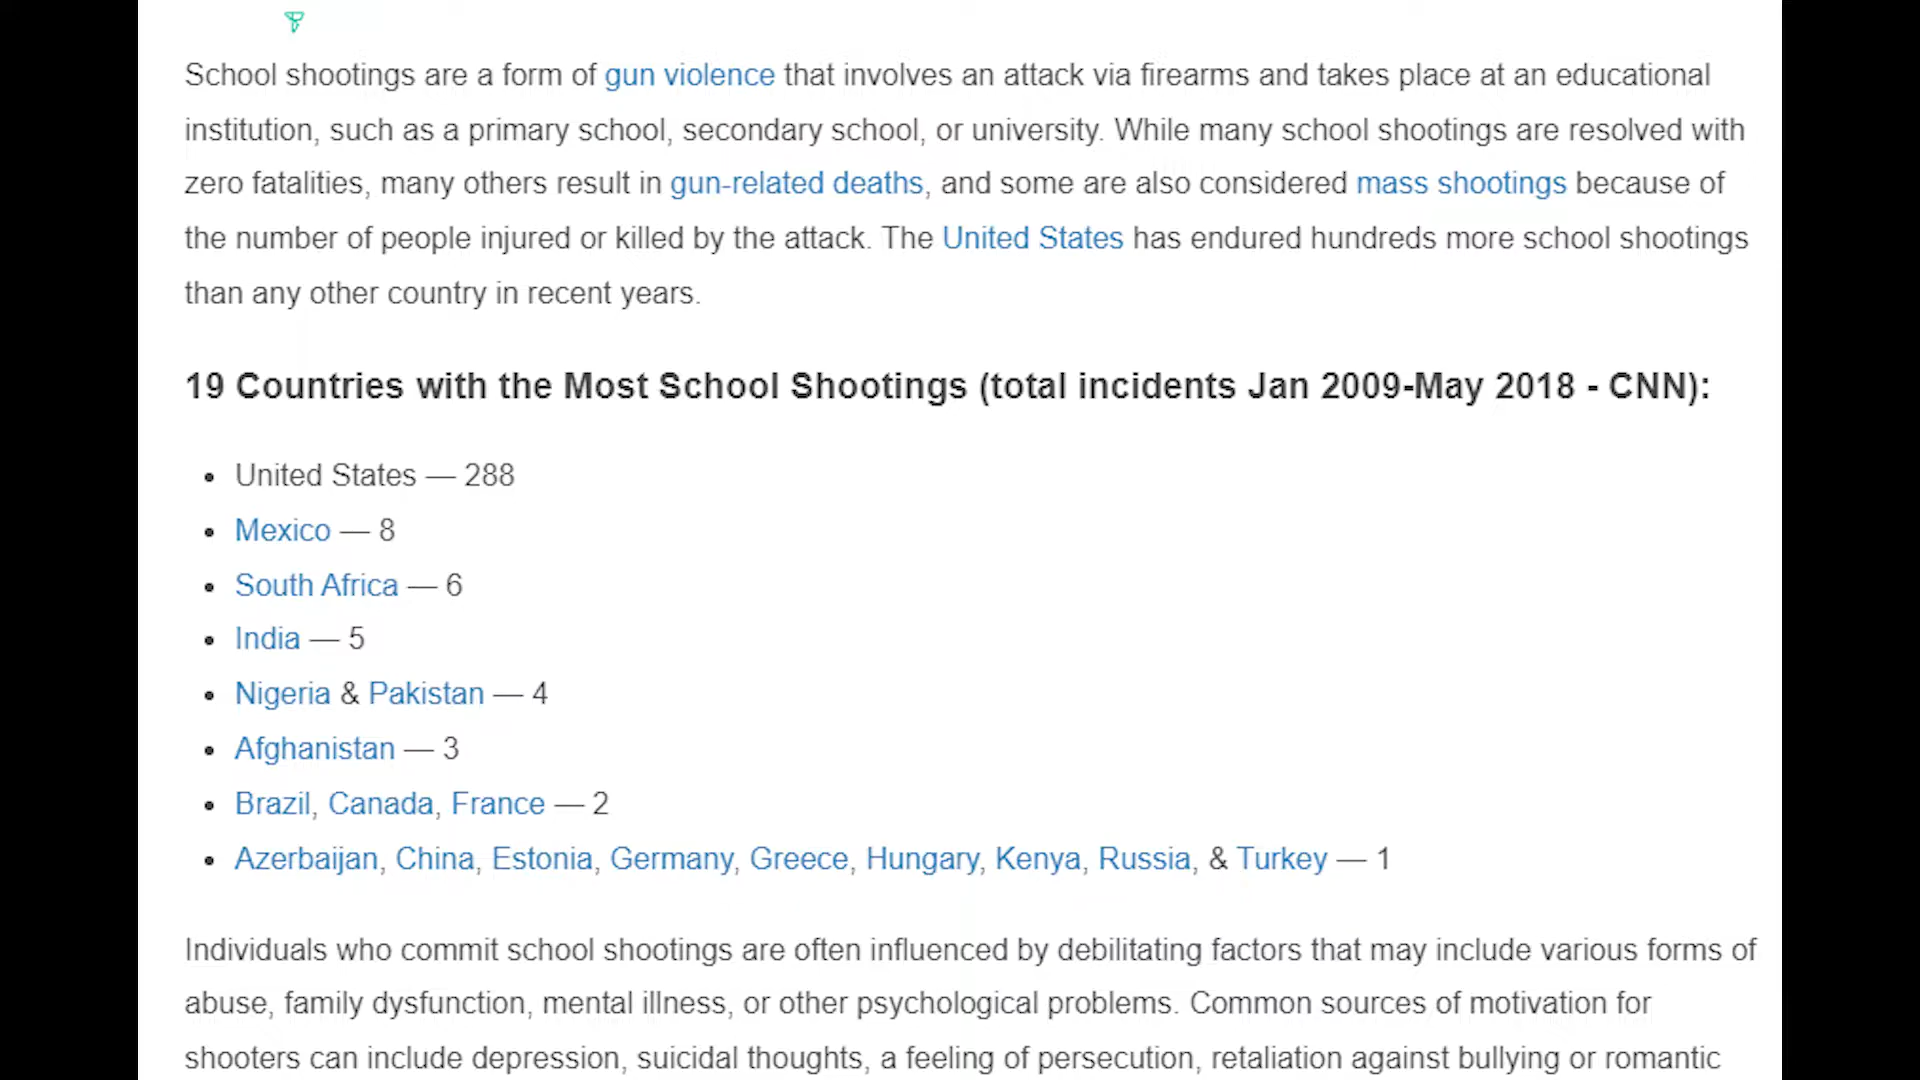 School shootings are a form of gun violence that involves an attack via firearms and takes place at an educational
institution, such as a primary school, secondary school, or university. While many school shootings are resolved with
zero fatalities, many others result in gun-related deaths, and some are also considered mass shootings because of
the number of people injured or killed by the attack. The United States has endured hundreds more school shootings
than any other country in recent years.
19 Countries with the Most School Shootings (total incidents Jan 2009-May 2018 - CNN):
• United States — 288
• Mexico — 8
• South Africa — 6
• India — 5
• Nigeria & Pakistan — 4
• Afghanistan — 3
• Brazil, Canada, France — 2
• Azerbaijan, China, Estonia, Germany, Greece, Hungary, Kenya, Russia, & Turkey — 1
Individuals who commit school shootings are often influenced by debilitating factors that may include various forms of
abuse, family dysfunction, mental illness, or other psychological problems. Common sources of motivation for
shooters can include depression, suicidal thoughts, a feeling of persecution, retaliation against bullying or romantic